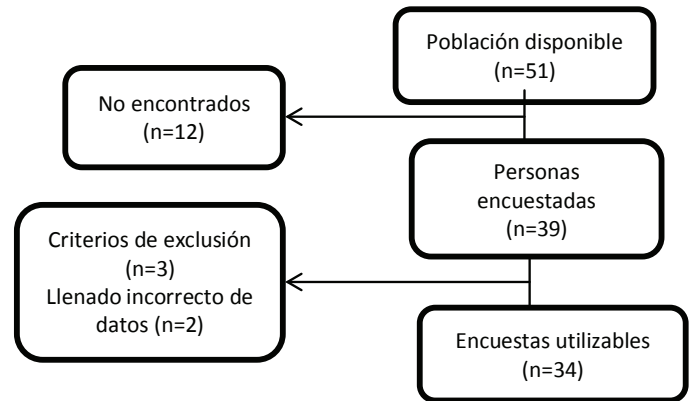 Población disponible
(n=51)
No encontrados
(n=12)
Personas
encuestadas
(n=39)
Criterios de exclusión
(n=3)
Llenado incorrecto de
datos (n=2)
Encuestas utilizables
(n=34)